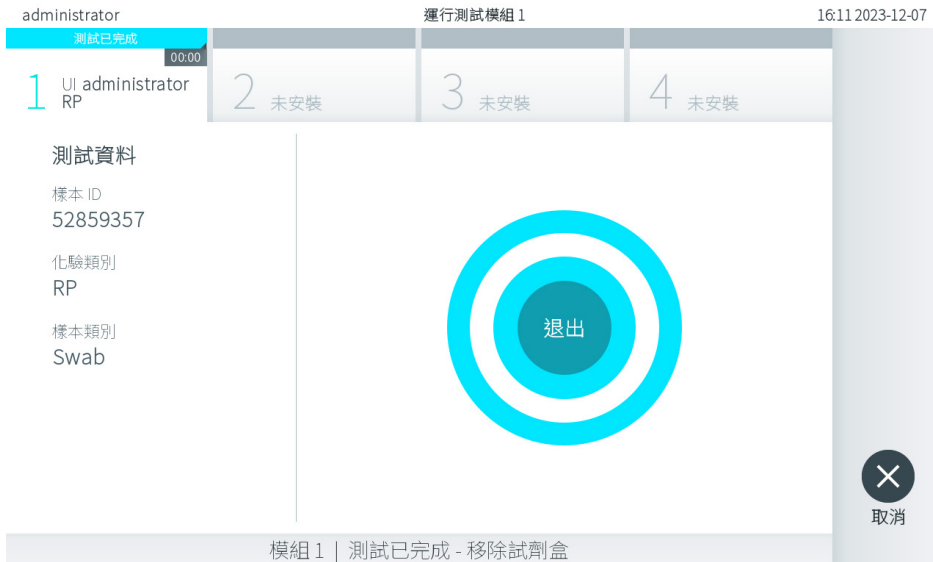 administrator
運行測試模組 1
16:11 2023-12-07
測試已完成
00:00
1
UI administrator
RP
2 未安裝
3 未安裝
4 未安裝
測試資料
樣本 ID
52859357
化驗類別
RP
樣本類別
Swab
退出
取消
模組 1 | 測試已完成 - 移除試劑盒